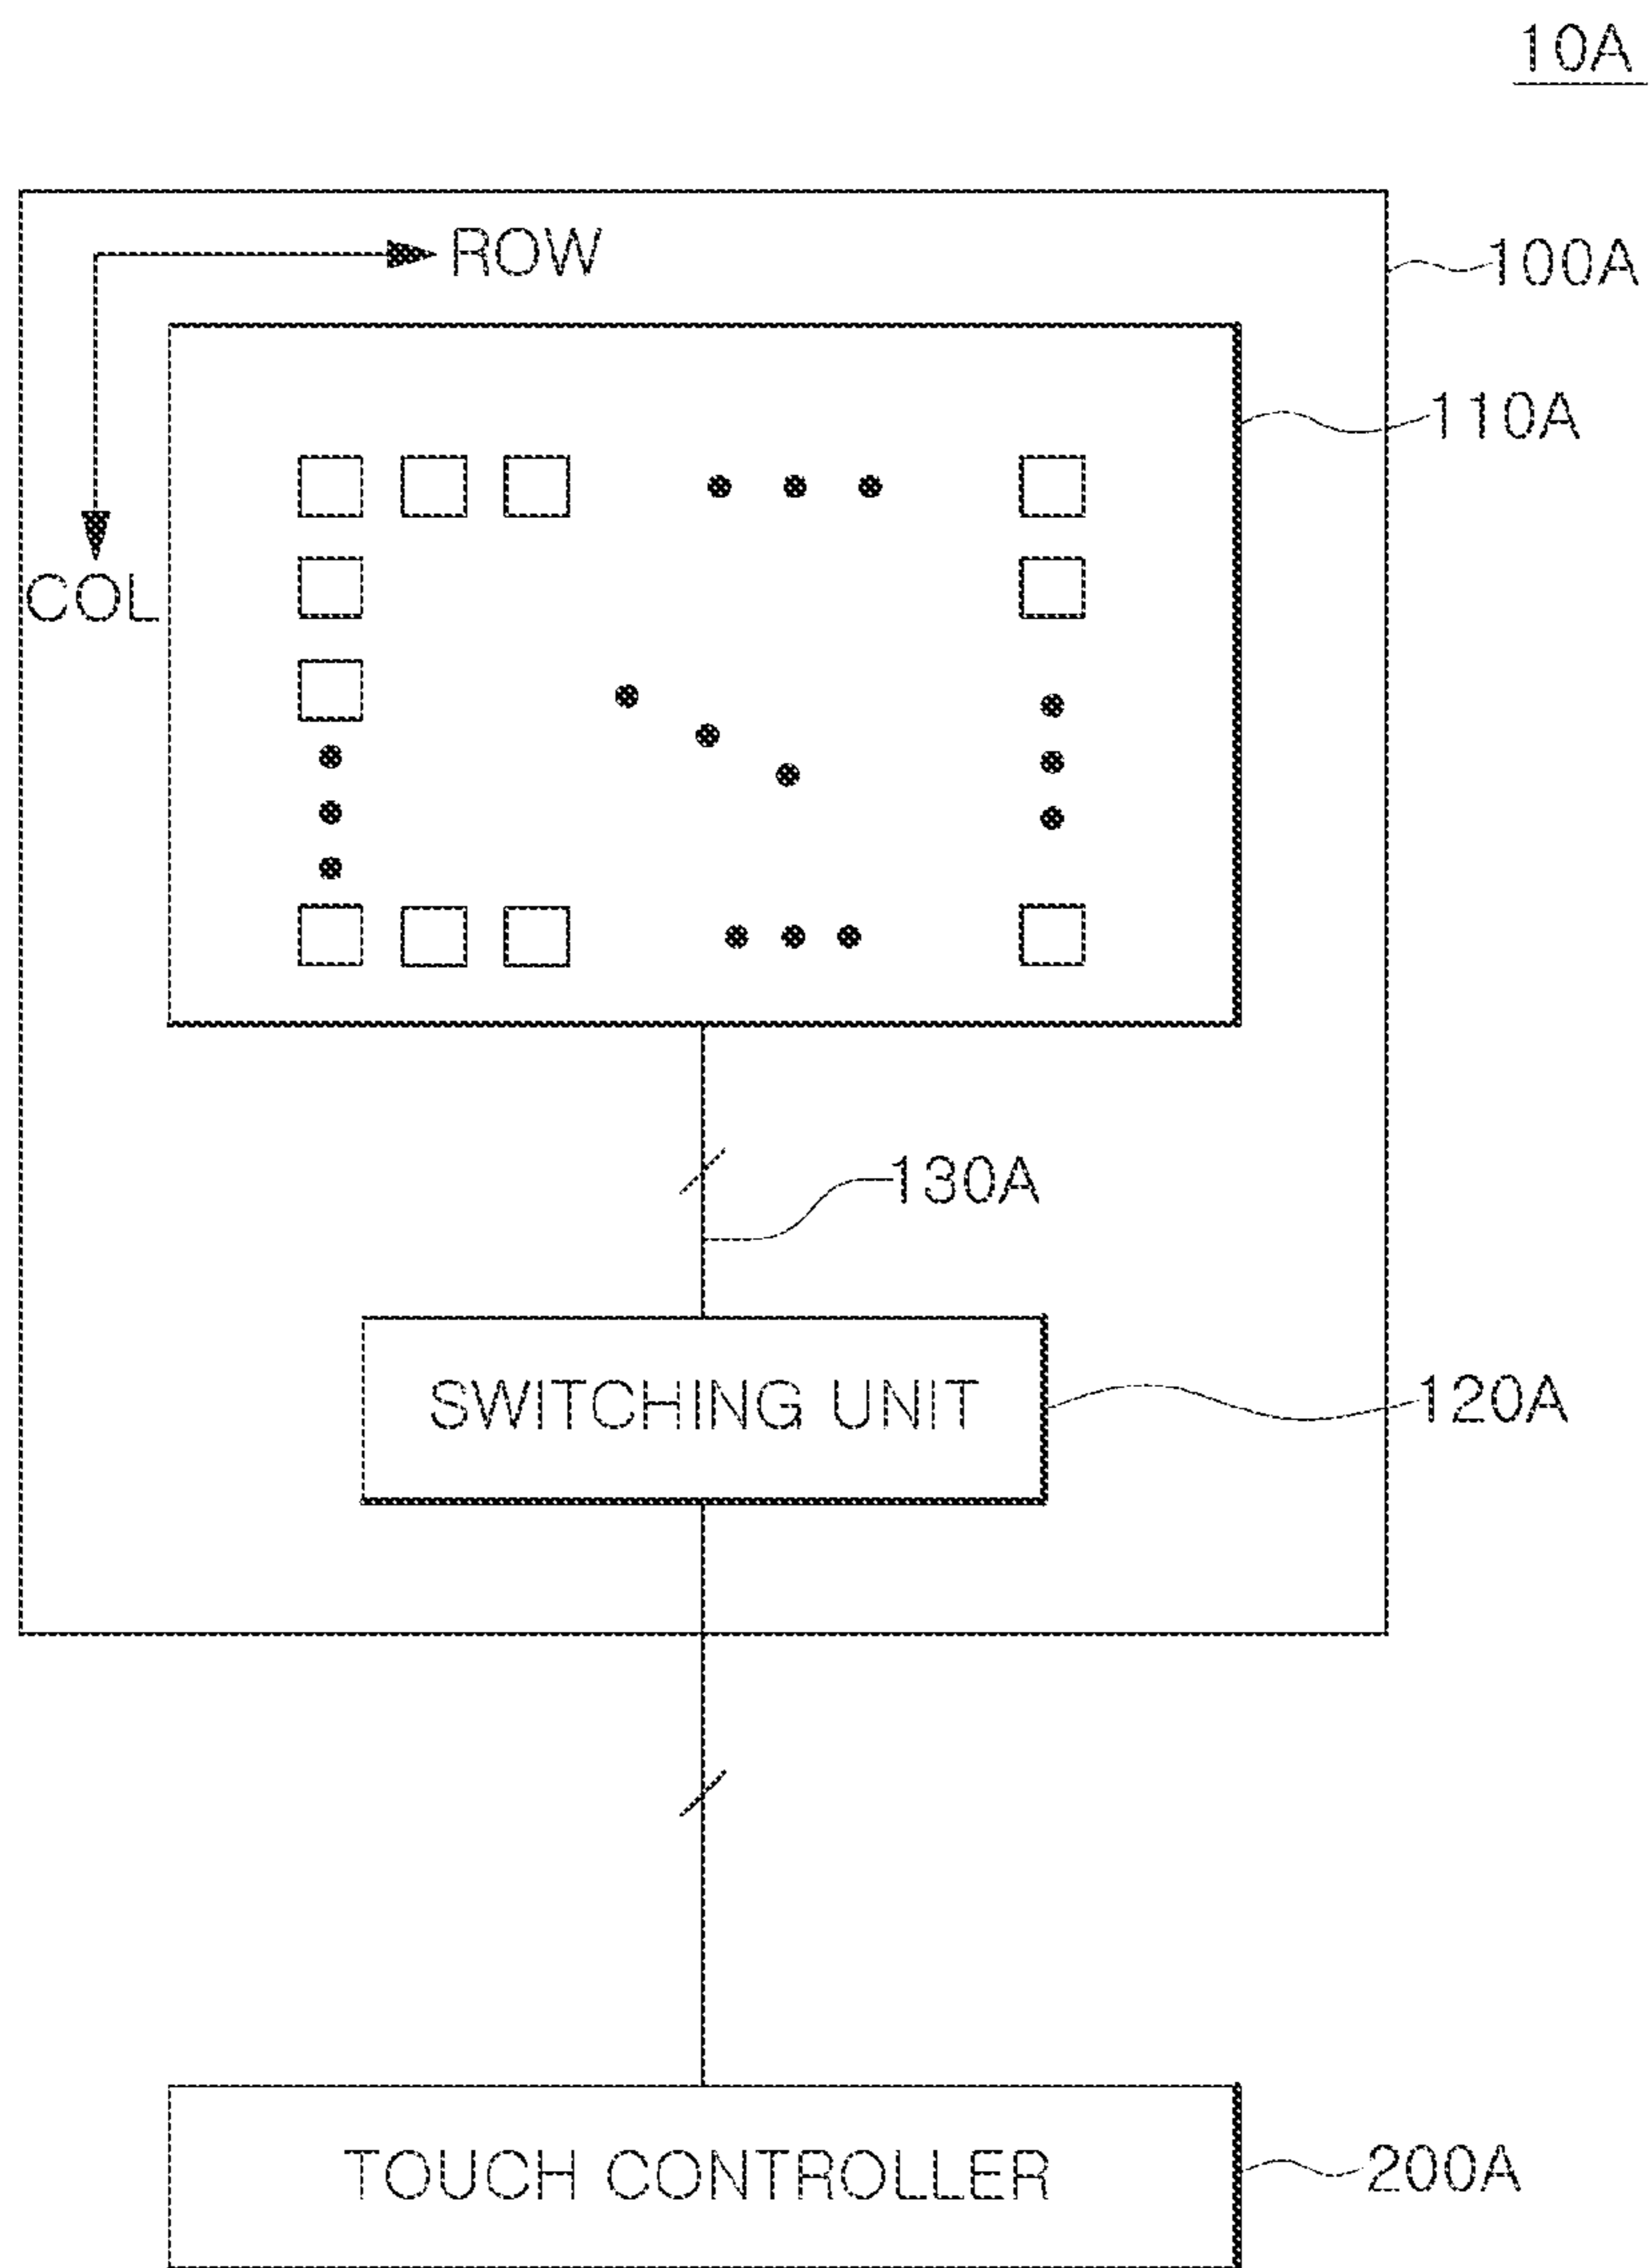 10A
ROW
100A
110A
COL
130A
SWITCHING UNIT
120A
TOUCH CONTROLLER
200A